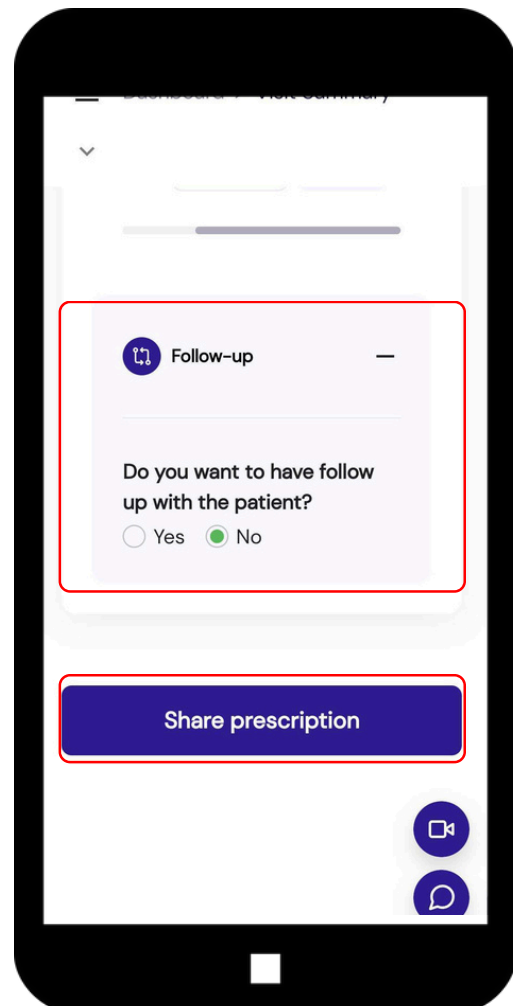 Follow-up
Do you want to have follow
up with the patient?
Yes No
Share prescription